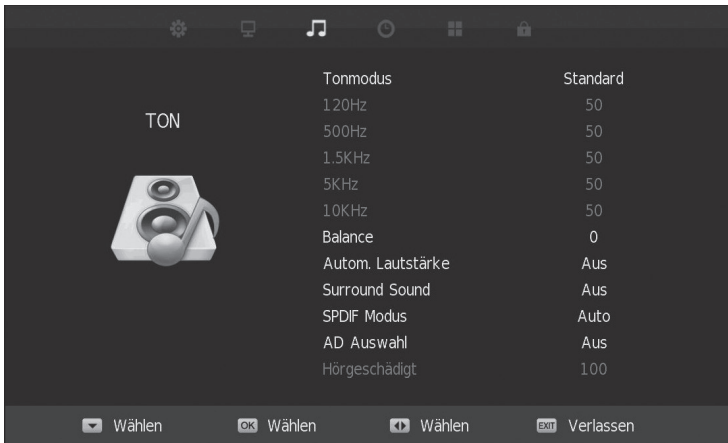 TON
Tonmodus Standard
120Hz 50
500Hz 50
1.5KHz 50
5KHz 50
10KHz 50
Balance 0
Autom. Lautstärke Aus
Surround Sound Aus
SPDIF Modus Auto
AD Auswahl Aus
Hörgeschädigt 100
Wählen OK Wählen Wählen EXIT Verlassen